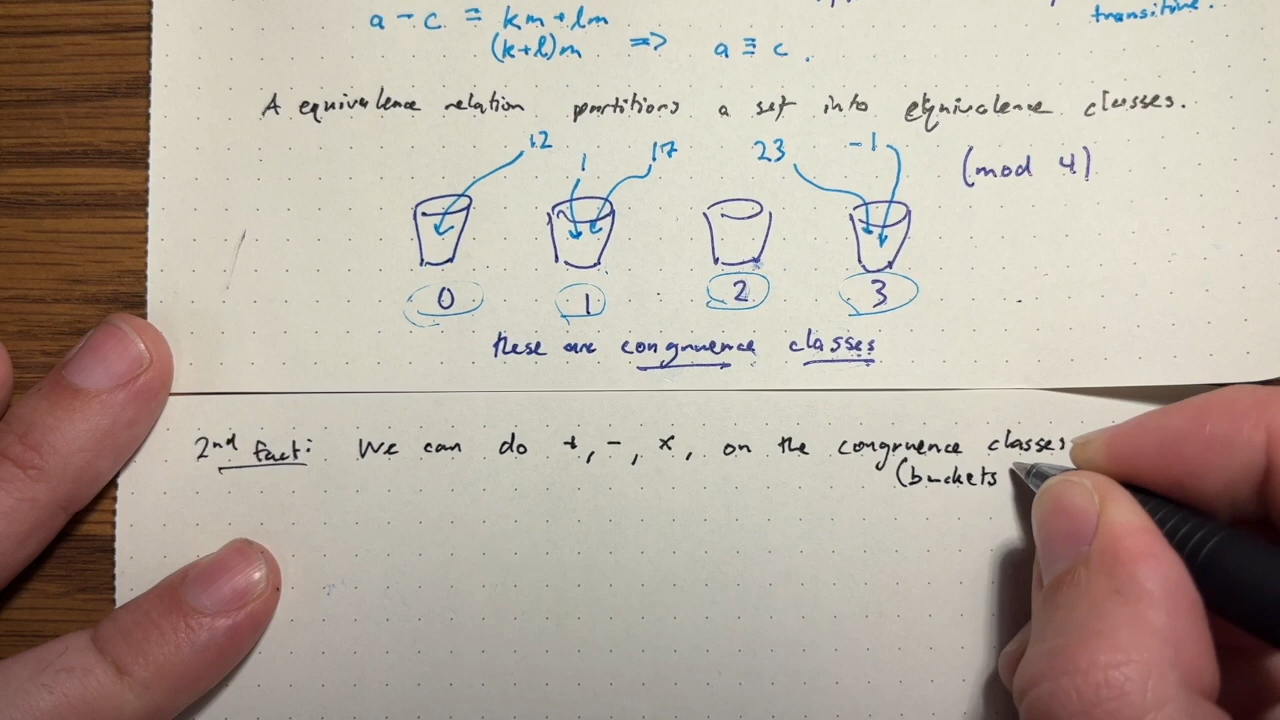 transitive.
a - c = km + lm
(k+l)m => a ≡ c.
A equivalence relation partitions a set into equivalence classes.
12 1 17 23 -1 (mod 4)
0 1 2 3
these are congruence classes
2nd fact: We can do +, -, ×, on the congruence classes
(buckets